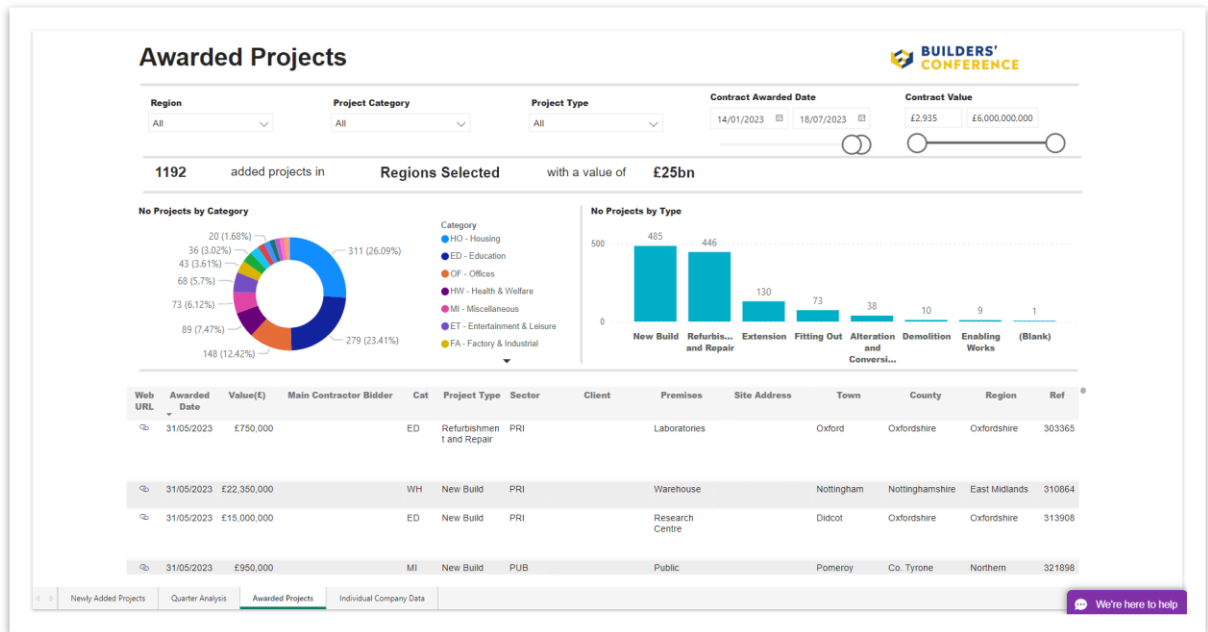 Awarded Projects
BUILDERS'
CONFERENCE
Region
Project Category
Project Type
Contract Awarded Date
Contract Value
All
All
All
14/01/2023
18/07/2023
£2,935
£6,000,000,000
1192 added projects in Regions Selected with a value of £25bn
No Projects by Category
20 (1.68%)
36 (3.02%)
43 (3.61%)
68 (5.7%)
73 (6.12%)
89 (7.47%)
148 (12.42%)
311 (26.09%)
279 (23.41%)
Category
HO - Housing
ED - Education
OF - Offices
HW - Health & Welfare
MI - Miscellaneous
ET - Entertainment & Leisure
FA - Factory & Industrial
No Projects by Type
500
0
485
446
130
73
38
10
9
1
New Build
Refurbis...
and Repair
Extension
Fitting Out
Alteration
and
Conversi...
Demolition
Enabling
Works
(Blank)
Web
URL
Awarded
Date
Value(£)
Main Contractor Bidder
Cat
Project Type
Sector
Client
Premises
Site Address
Town
County
Region
Ref
31/05/2023 £750,000 ED Refurbishmen PRI Laboratories Oxford Oxfordshire Oxfordshire 303365
t and Repair
31/05/2023 £22,350,000 WH New Build PRI Warehouse Nottingham Nottinghamshire East Midlands 310864
31/05/2023 £15,000,000 ED New Build PRI Research Didcot Oxfordshire Oxfordshire 313908
Centre
31/05/2023 £950,000 MI New Build PUB Public Pomeroy Co. Tyrone Northern 321898
Newly Added Projects
Quarter Analysis
Awarded Projects
Individual Company Data
We're here to help